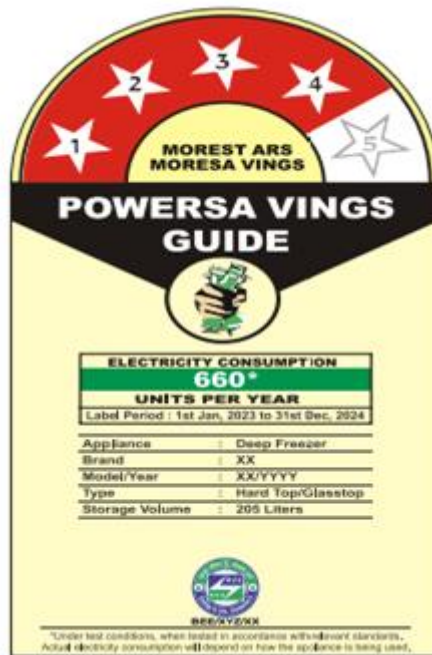 1 2 3 4 5
MOREST ARS
MORESA VINGS
POWERSA VINGS
GUIDE
ELECTRICITY CONSUMPTION
660*
UNITS PER YEAR
Label Period : 1st Jan, 2023 to 31st Dec, 2024
Appliance : Deep Freezer
Brand : XX
Model/Year : XX/YYYY
Type : Hard Top/Glasstop
Storage Volume : 205 Liters
BEE/XYZ/XX
*Under test conditions, when tested in accordance with relevant standards.
Actual electricity consumption will depend on how the appliance is being used.